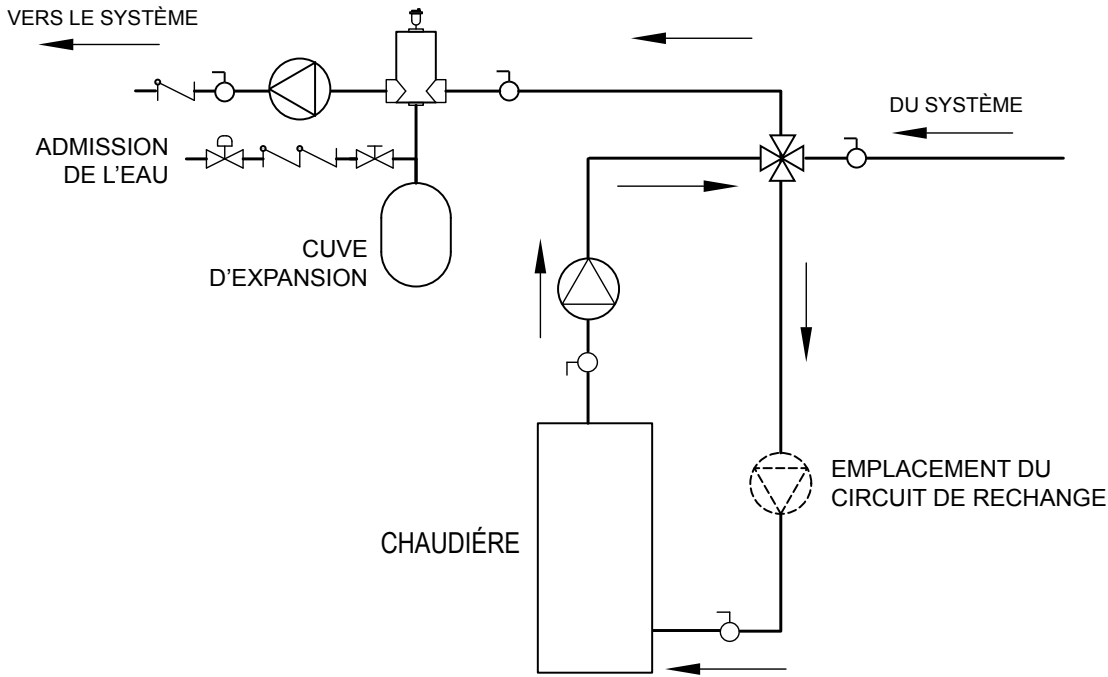 VERS LE SYSTÈME
DU SYSTÈME
ADMISSION
DE L'EAU
CUVE
D'EXPANSION
EMPLACEMENT DU
CIRCUIT DE RECHANGE
CHAUDIÉRE